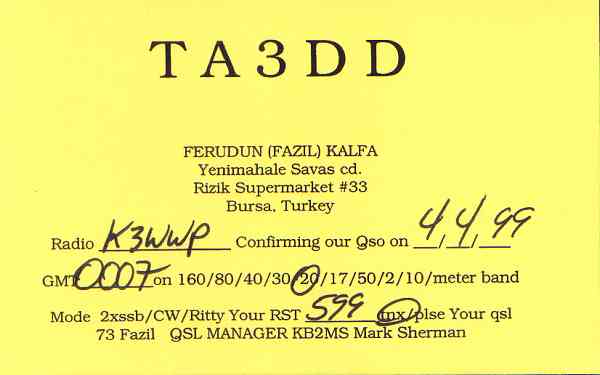 TA3DD
FERUDUN (FAZIL) KALFA
Yenimahale Savas cd.
Rizik Supermarket #33
Bursa, Turkey
Radio K3WWP Confirming our Qso on 4/4/99
GMT 0007 on 160/80/40/30/20/17/50/2/10/meter band
Mode 2xssb/CW/Ritty Your RST 599 tnx/plse Your qsl
73 Fazil QSL MANAGER KB2MS Mark Sherman